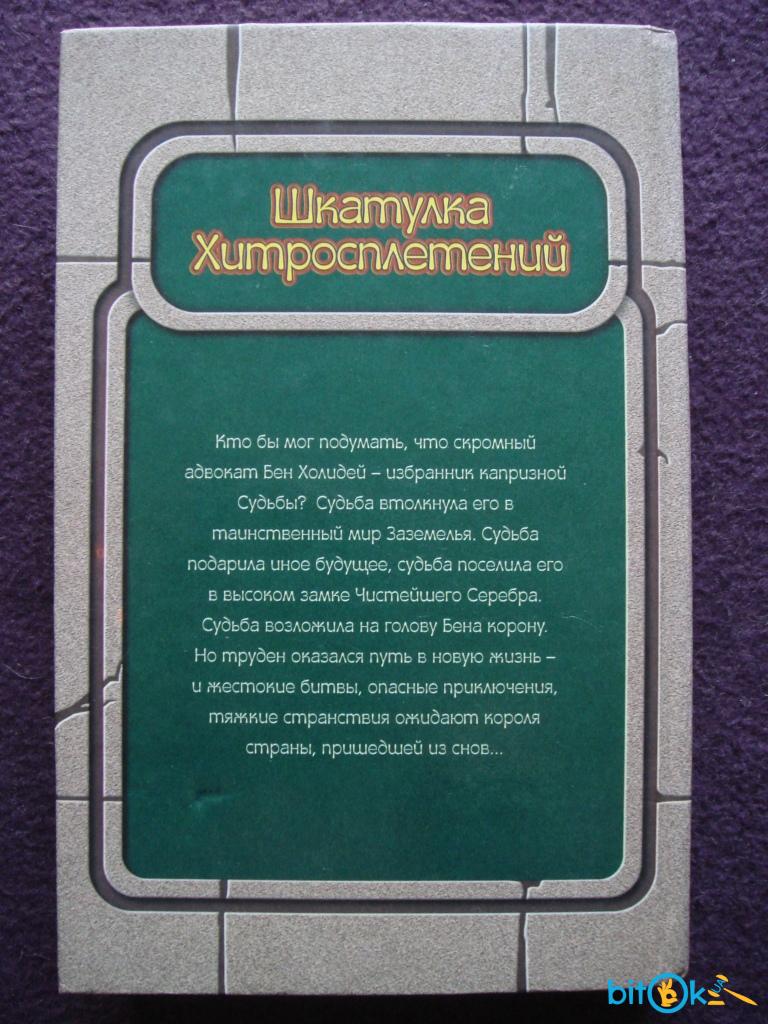 Шкатулка
Хитросплетений
Кто бы мог подумать, что скромный
адвокат Бен Холидей – избранник капризной
Судьбы? Судьба втолкнула его в
таинственный мир Заземелья. Судьба
подарила иное будущее, судьба поселила его
в высоком замке Чистейшего Серебра.
Судьба возложила на голову Бена корону.
Но труден оказался путь в новую жизнь –
и жестокие битвы, опасные приключения,
тяжкие странствия ожидают короля
страны, пришедшей из снов...
bitOk UA